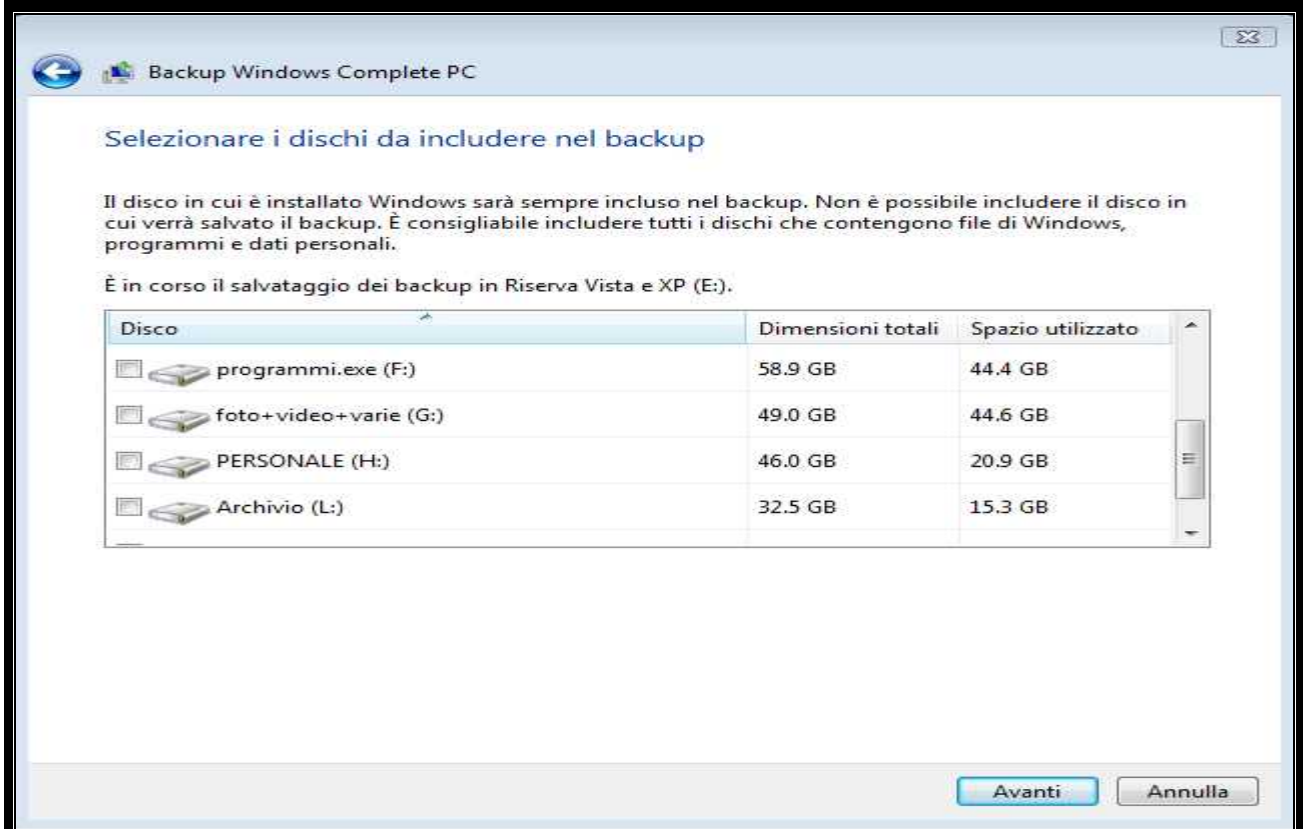 Backup Windows Complete PC
Selezionare i dischi da includere nel backup
Il disco in cui è installato Windows sarà sempre incluso nel backup. Non è possibile includere il disco in
cui verrà salvato il backup. È consigliabile includere tutti i dischi che contengono file di Windows,
programmi e dati personali.
È in corso il salvataggio dei backup in Riserva Vista e XP (E:).
Disco Dimensioni totali Spazio utilizzato
programmi.exe (F:) 58.9 GB 44.4 GB
foto+video+varie (G:) 49.0 GB 44.6 GB
PERSONALE (H:) 46.0 GB 20.9 GB
Archivio (L:) 32.5 GB 15.3 GB
Avanti Annulla